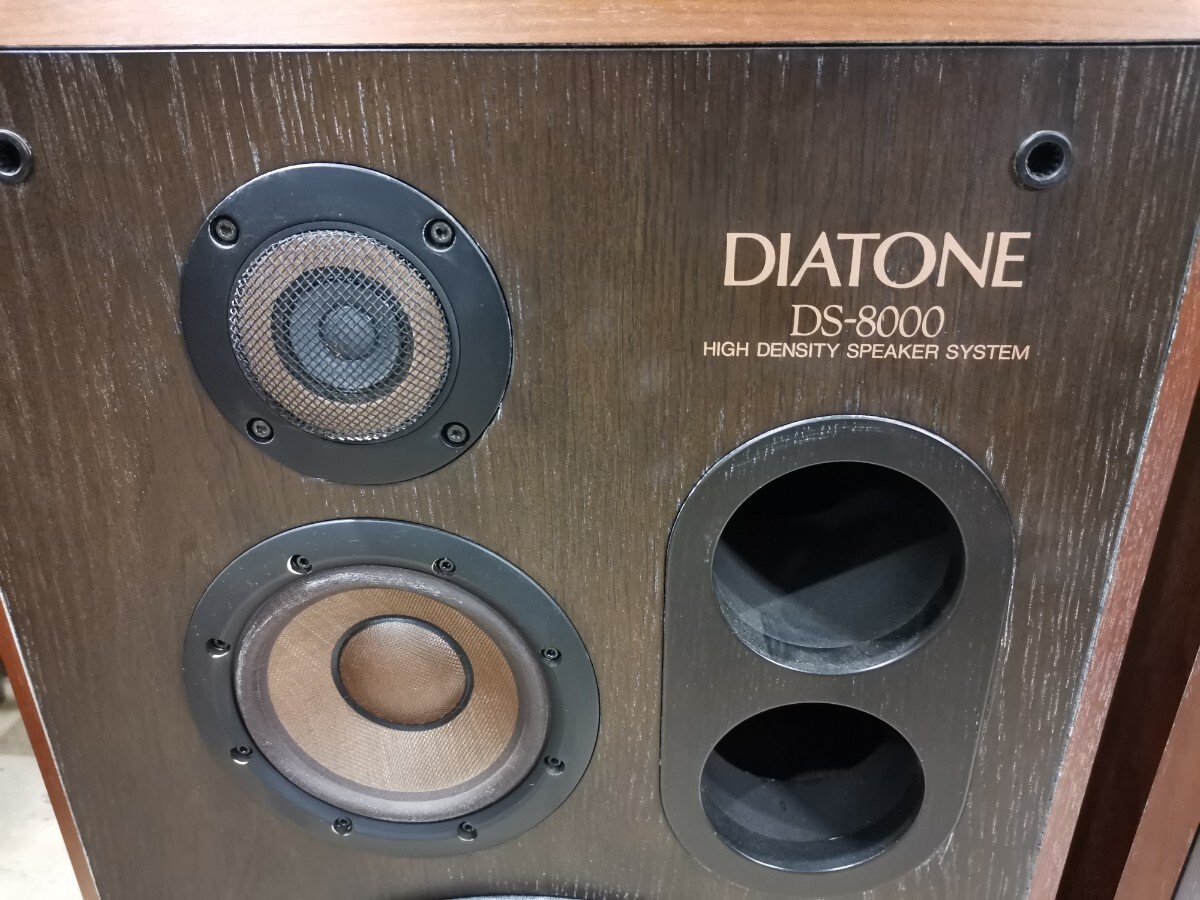 DIATONE
DS-8000
HIGH DENSITY SPEAKER SYSTEM